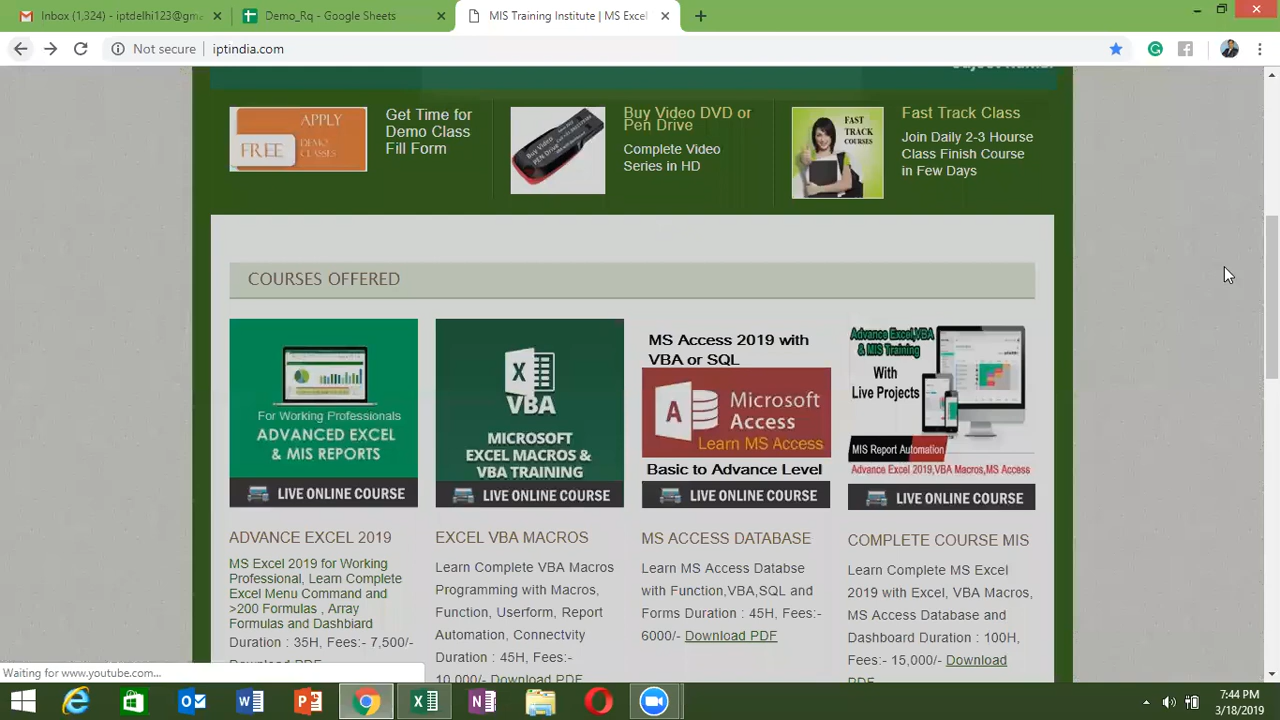 Inbox (1,324) - iptdelhi123@gm
Demo_Rq - Google Sheets
MIS Training Institute | MS Excel
Not secure
iptindia.com
APPLY
FREE
DEMO
CLASSES
Get Time for
Demo Class
Fill Form
Buy Video DVD or
Pen Drive
Complete Video
Series in HD
FAST
TRACK
COURSES
Fast Track Class
Join Daily 2-3 Hourse
Class Finish Course
in Few Days
COURSES OFFERED
For Working Professionals
ADVANCED EXCEL
& MIS REPORTS
LIVE ONLINE COURSE
X
VBA
MICROSOFT
EXCEL MACROS &
VBA TRAINING
LIVE ONLINE COURSE
MS Access 2019 with
VBA or SQL
A
Microsoft
Access
Learn MS Access
Basic to Advance Level
LIVE ONLINE COURSE
Advance Excel,VBA
& MIS Training
With
Live Projects
MIS Report Automation
Advance Excel 2019,VBA Macros,MS Access
LIVE ONLINE COURSE
ADVANCE EXCEL 2019
MS Excel 2019 for Working
Professional, Learn Complete
Excel Menu Command and
>200 Formulas , Array
Formulas and Dashbiard
Duration : 35H, Fees:- 7,500/-
EXCEL VBA MACROS
Learn Complete VBA Macros
Programming with Macros,
Function, Userform, Report
Automation, Connectvity
Duration : 45H, Fees:-
10,000/- Download PDF
MS ACCESS DATABASE
Learn MS Access Databse
with Function,VBA,SQL and
Forms Duration : 45H, Fees:-
6000/- Download PDF
COMPLETE COURSE MIS
Learn Complete MS Excel
2019 with Excel, VBA Macros,
MS Access Database and
Dashboard Duration : 100H,
Fees:- 15,000/- Download
PDF
Waiting for www.youtube.com...
7:44 PM
3/18/2019